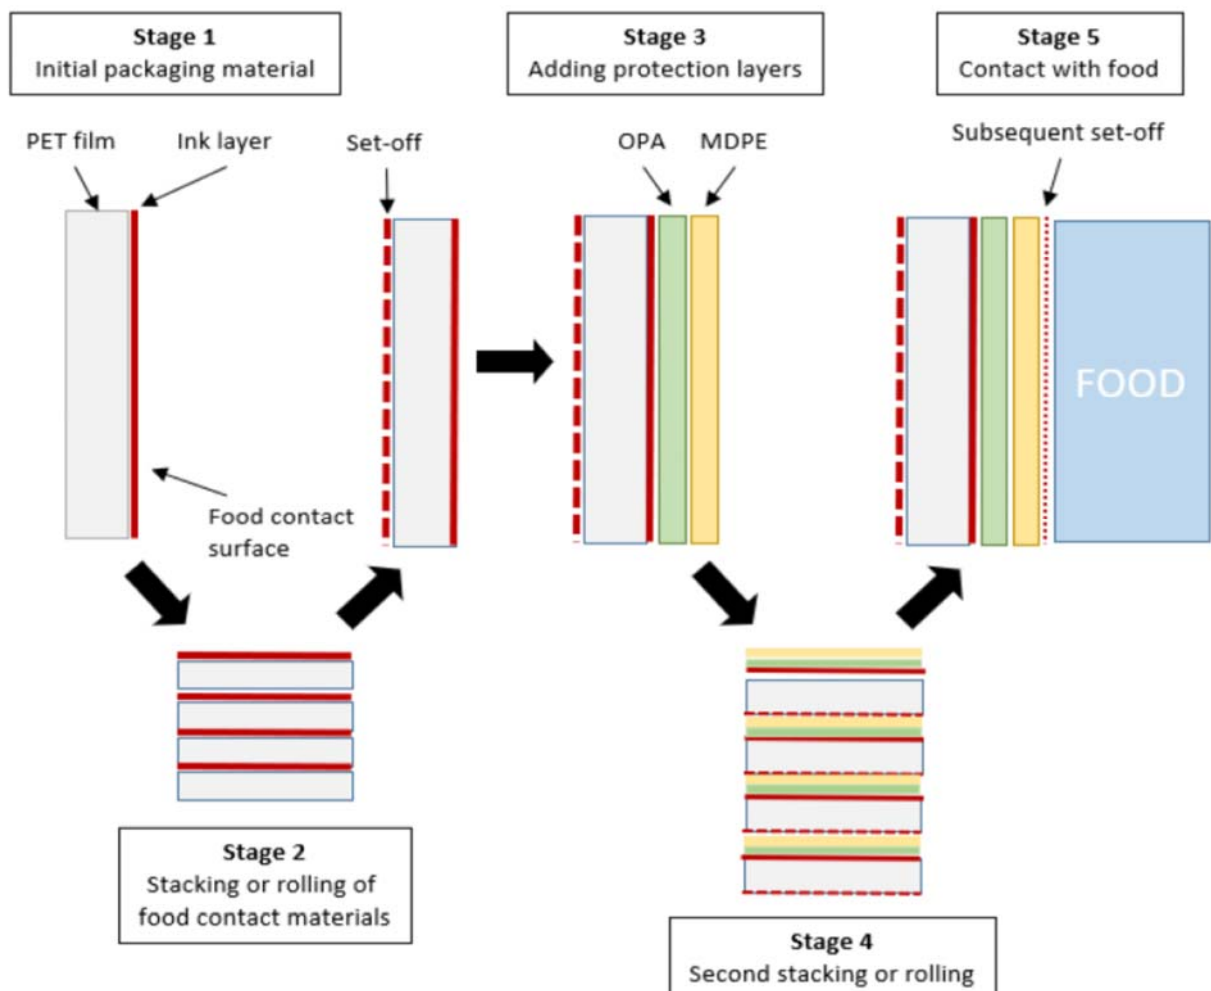 Stage 1
Initial packaging material
Stage 3
Adding protection layers
Stage 5
Contact with food
PET film
Ink layer
Set-off
OPA
MDPE
Subsequent set-off
Food contact
surface
FOOD
Stage 2
Stacking or rolling of
food contact materials
Stage 4
Second stacking or rolling